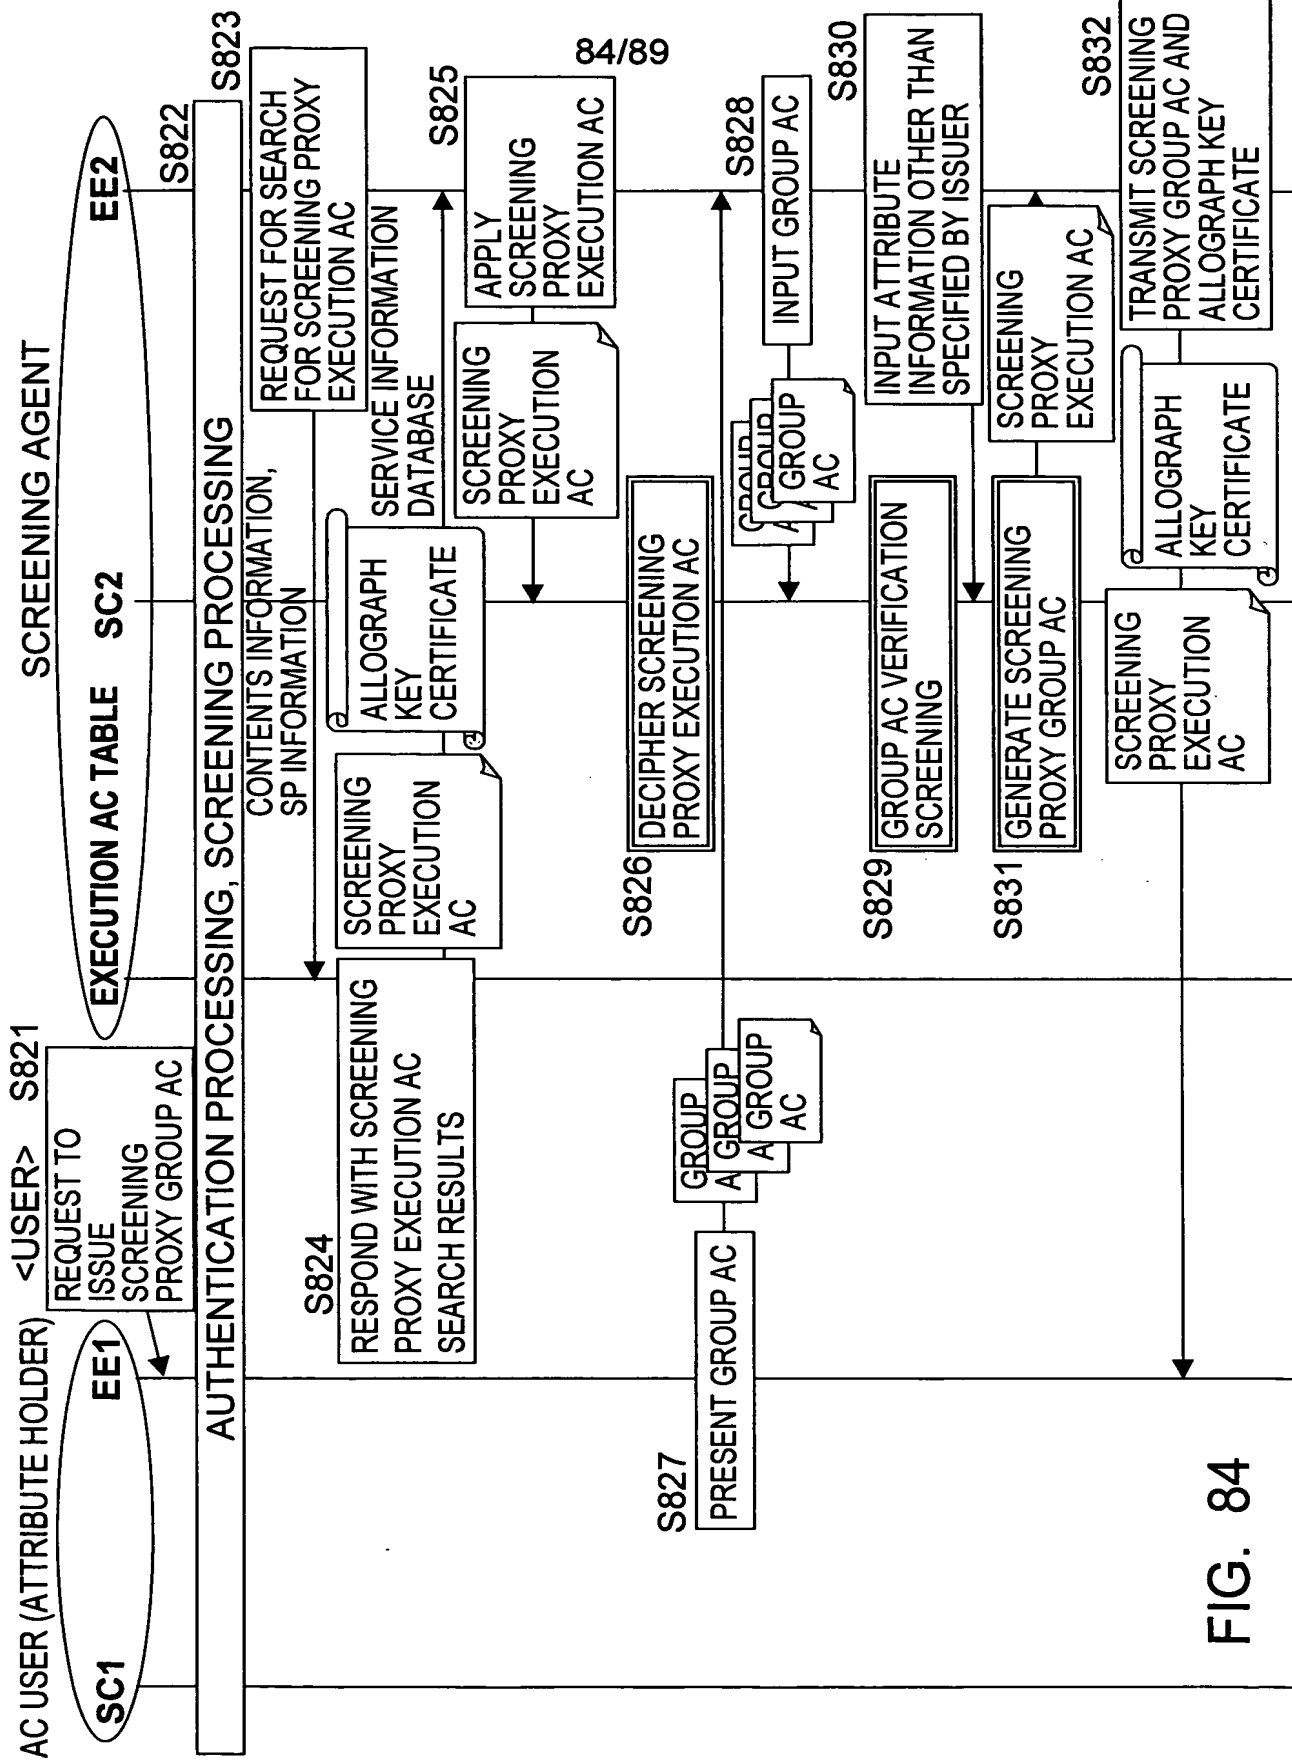 84/89
AC USER (ATTRIBUTE HOLDER)
SC1
EE1
<USER>
S821
REQUEST TO
ISSUE
SCREENING
PROXY GROUP AC
SCREENING AGENT
EXECUTION AC TABLE
SC2
EE2
S822
AUTHENTICATION PROCESSING, SCREENING PROCESSING
S823
REQUEST FOR SEARCH
FOR SCREENING PROXY
EXECUTION AC
CONTENTS INFORMATION,
SP INFORMATION
S824
RESPOND WITH SCREENING
PROXY EXECUTION AC
SEARCH RESULTS
SCREENING
PROXY
EXECUTION
AC
ALLOGRAPH
KEY
CERTIFICATE
SERVICE INFORMATION
DATABASE
S825
APPLY
SCREENING
PROXY
EXECUTION AC
SCREENING
PROXY
EXECUTION
AC
S826
DECIPHER SCREENING
PROXY EXECUTION AC
S827
PRESENT GROUP AC
GROUP
A
GROUP
A
GROUP
AC
S828
INPUT GROUP AC
GROUP
A
GROUP
A
GROUP
AC
S829
GROUP AC VERIFICATION
SCREENING
S830
INPUT ATTRIBUTE
INFORMATION OTHER THAN
SPECIFIED BY ISSUER
S831
GENERATE SCREENING
PROXY GROUP AC
SCREENING
PROXY
EXECUTION AC
S832
TRANSMIT SCREENING
PROXY GROUP AC AND
ALLOGRAPH KEY
CERTIFICATE
ALLOGRAPH
KEY
CERTIFICATE
SCREENING
PROXY
EXECUTION
AC
FIG. 84